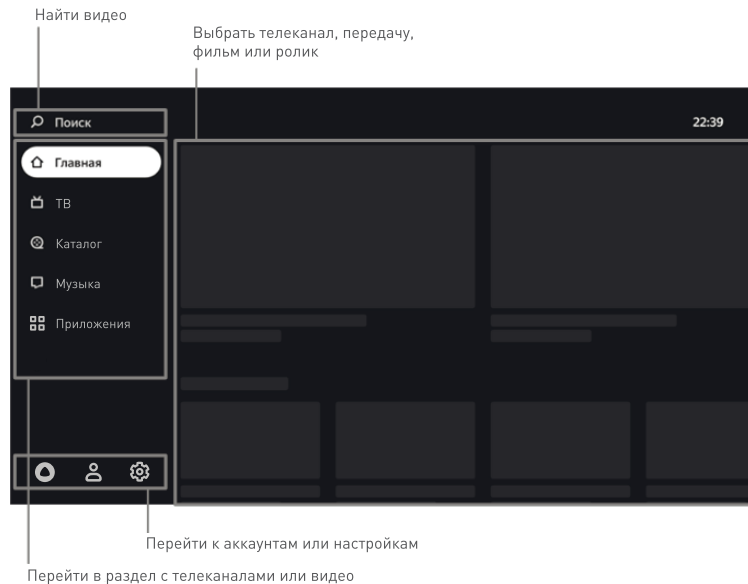 Найти видео
Выбрать телеканал, передачу,
фильм или ролик
Поиск
22:39
Главная
ТВ
Каталог
Музыка
Приложения
Перейти к аккаунтам или настройкам
Перейти в раздел с телеканалами или видео